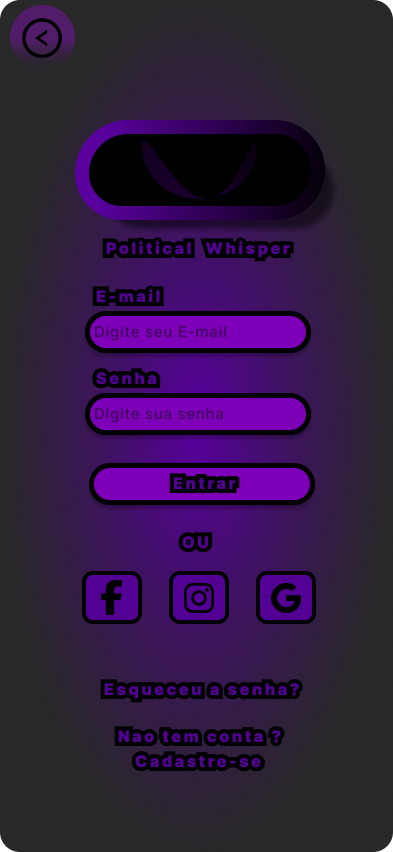 Political Whisper
E-mail
Digite seu E-mail
Senha
Digite sua senha
Entrar
OU
Esqueceu a senha?
Nao tem conta ?
Cadastre-se